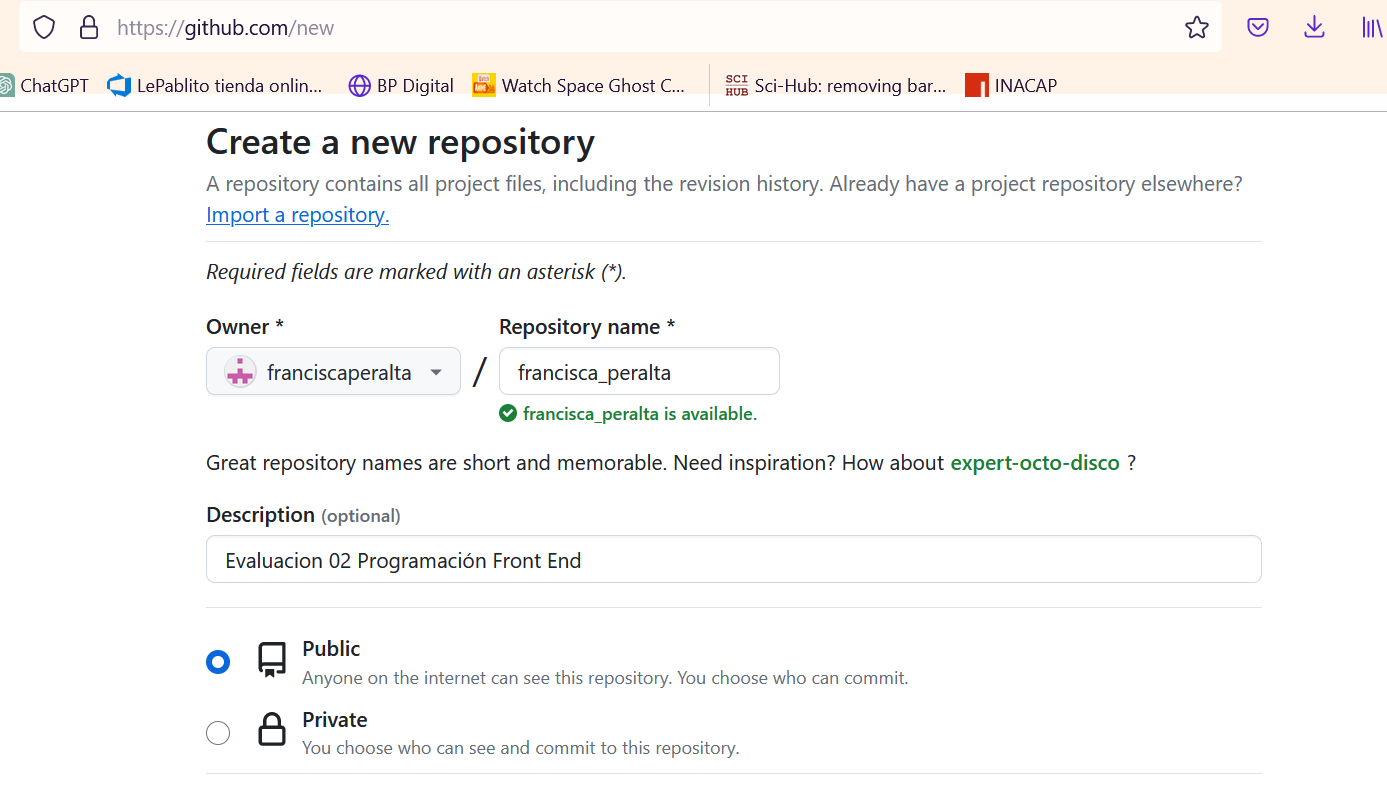 https://github.com/new
ChatGPT LePablito tienda onlin... BP Digital Watch Space Ghost C... SCI HUB Sci-Hub: removing bar... INACAP
Create a new repository
A repository contains all project files, including the revision history. Already have a project repository elsewhere?
Import a repository.
Required fields are marked with an asterisk (*).
Owner * Repository name *
franciscaperalta / francisca_peralta
francisca_peralta is available.
Great repository names are short and memorable. Need inspiration? How about expert-octo-disco ?
Description (optional)
Evaluacion 02 Programación Front End
Public
Anyone on the internet can see this repository. You choose who can commit.
Private
You choose who can see and commit to this repository.